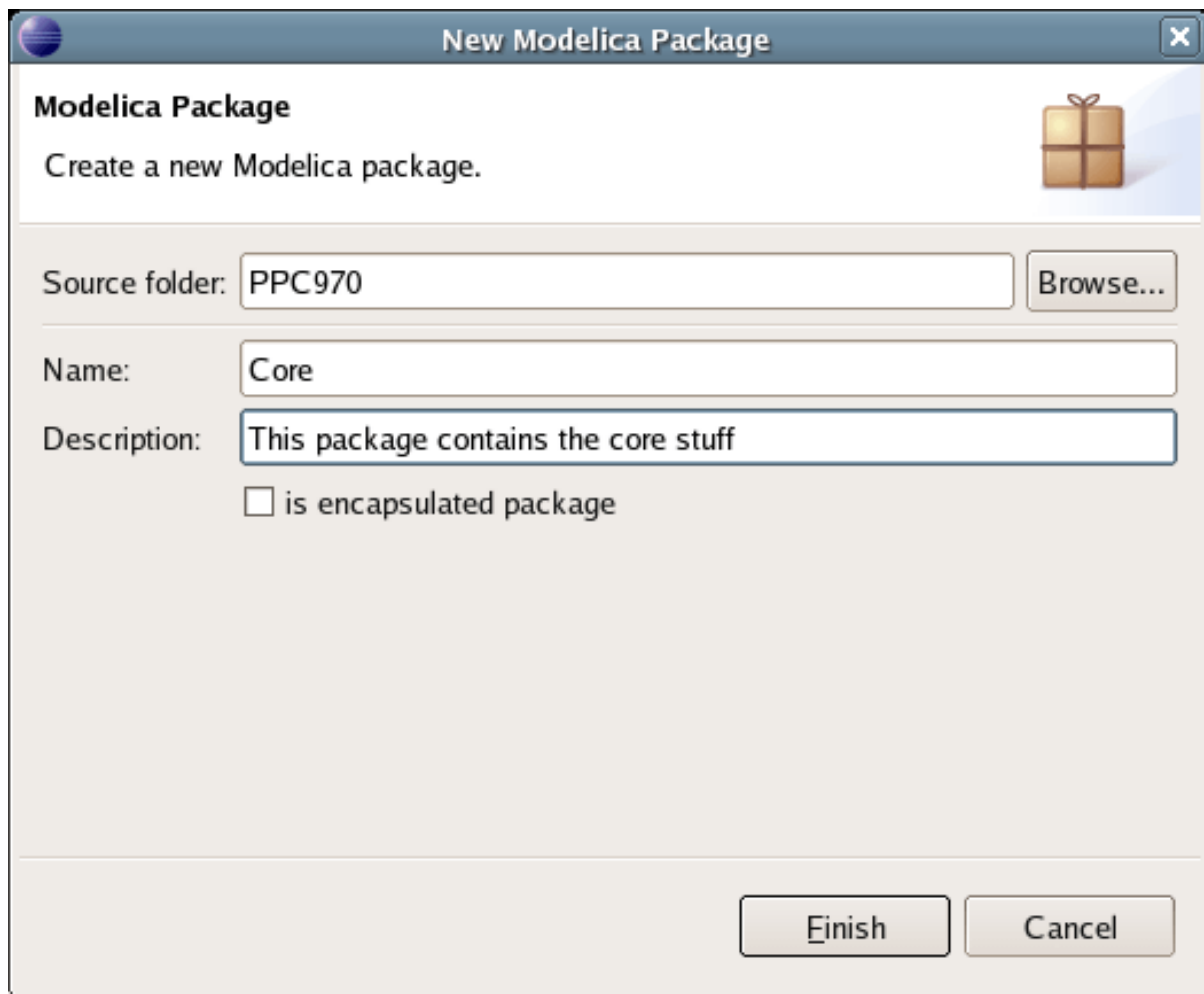 New Modelica Package
Modelica Package
Create a new Modelica package.
Source folder: PPC970 Browse...
Name: Core
Description: This package contains the core stuff
is encapsulated package
Finish Cancel